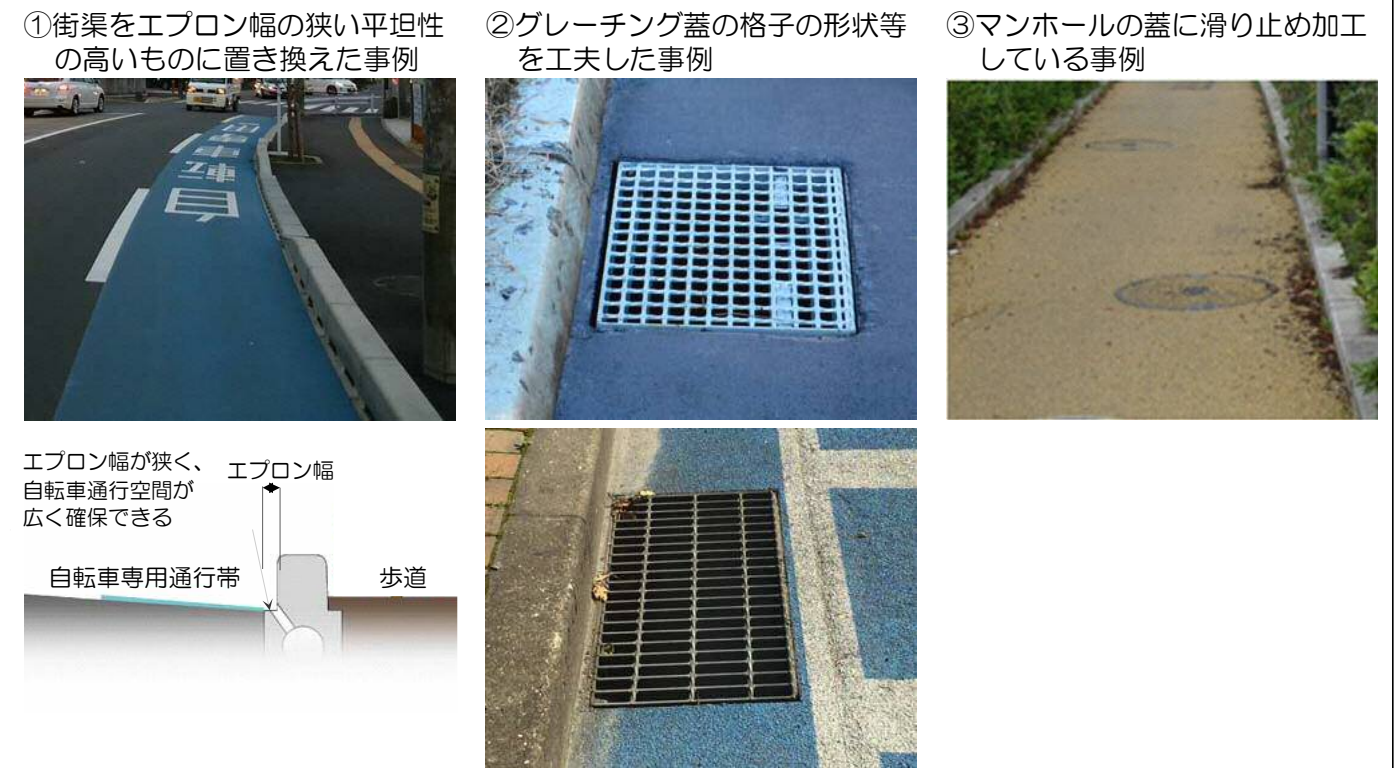 ①街渠をエプロン幅の狭い平坦性
の高いものに置き換えた事例
②グレーチング蓋の格子の形状等
を工夫した事例
③マンホールの蓋に滑り止め加工
している事例
自転車
エプロン幅が狭く、
自転車通行空間が
広く確保できる
エプロン幅
自転車専用通行帯
歩道